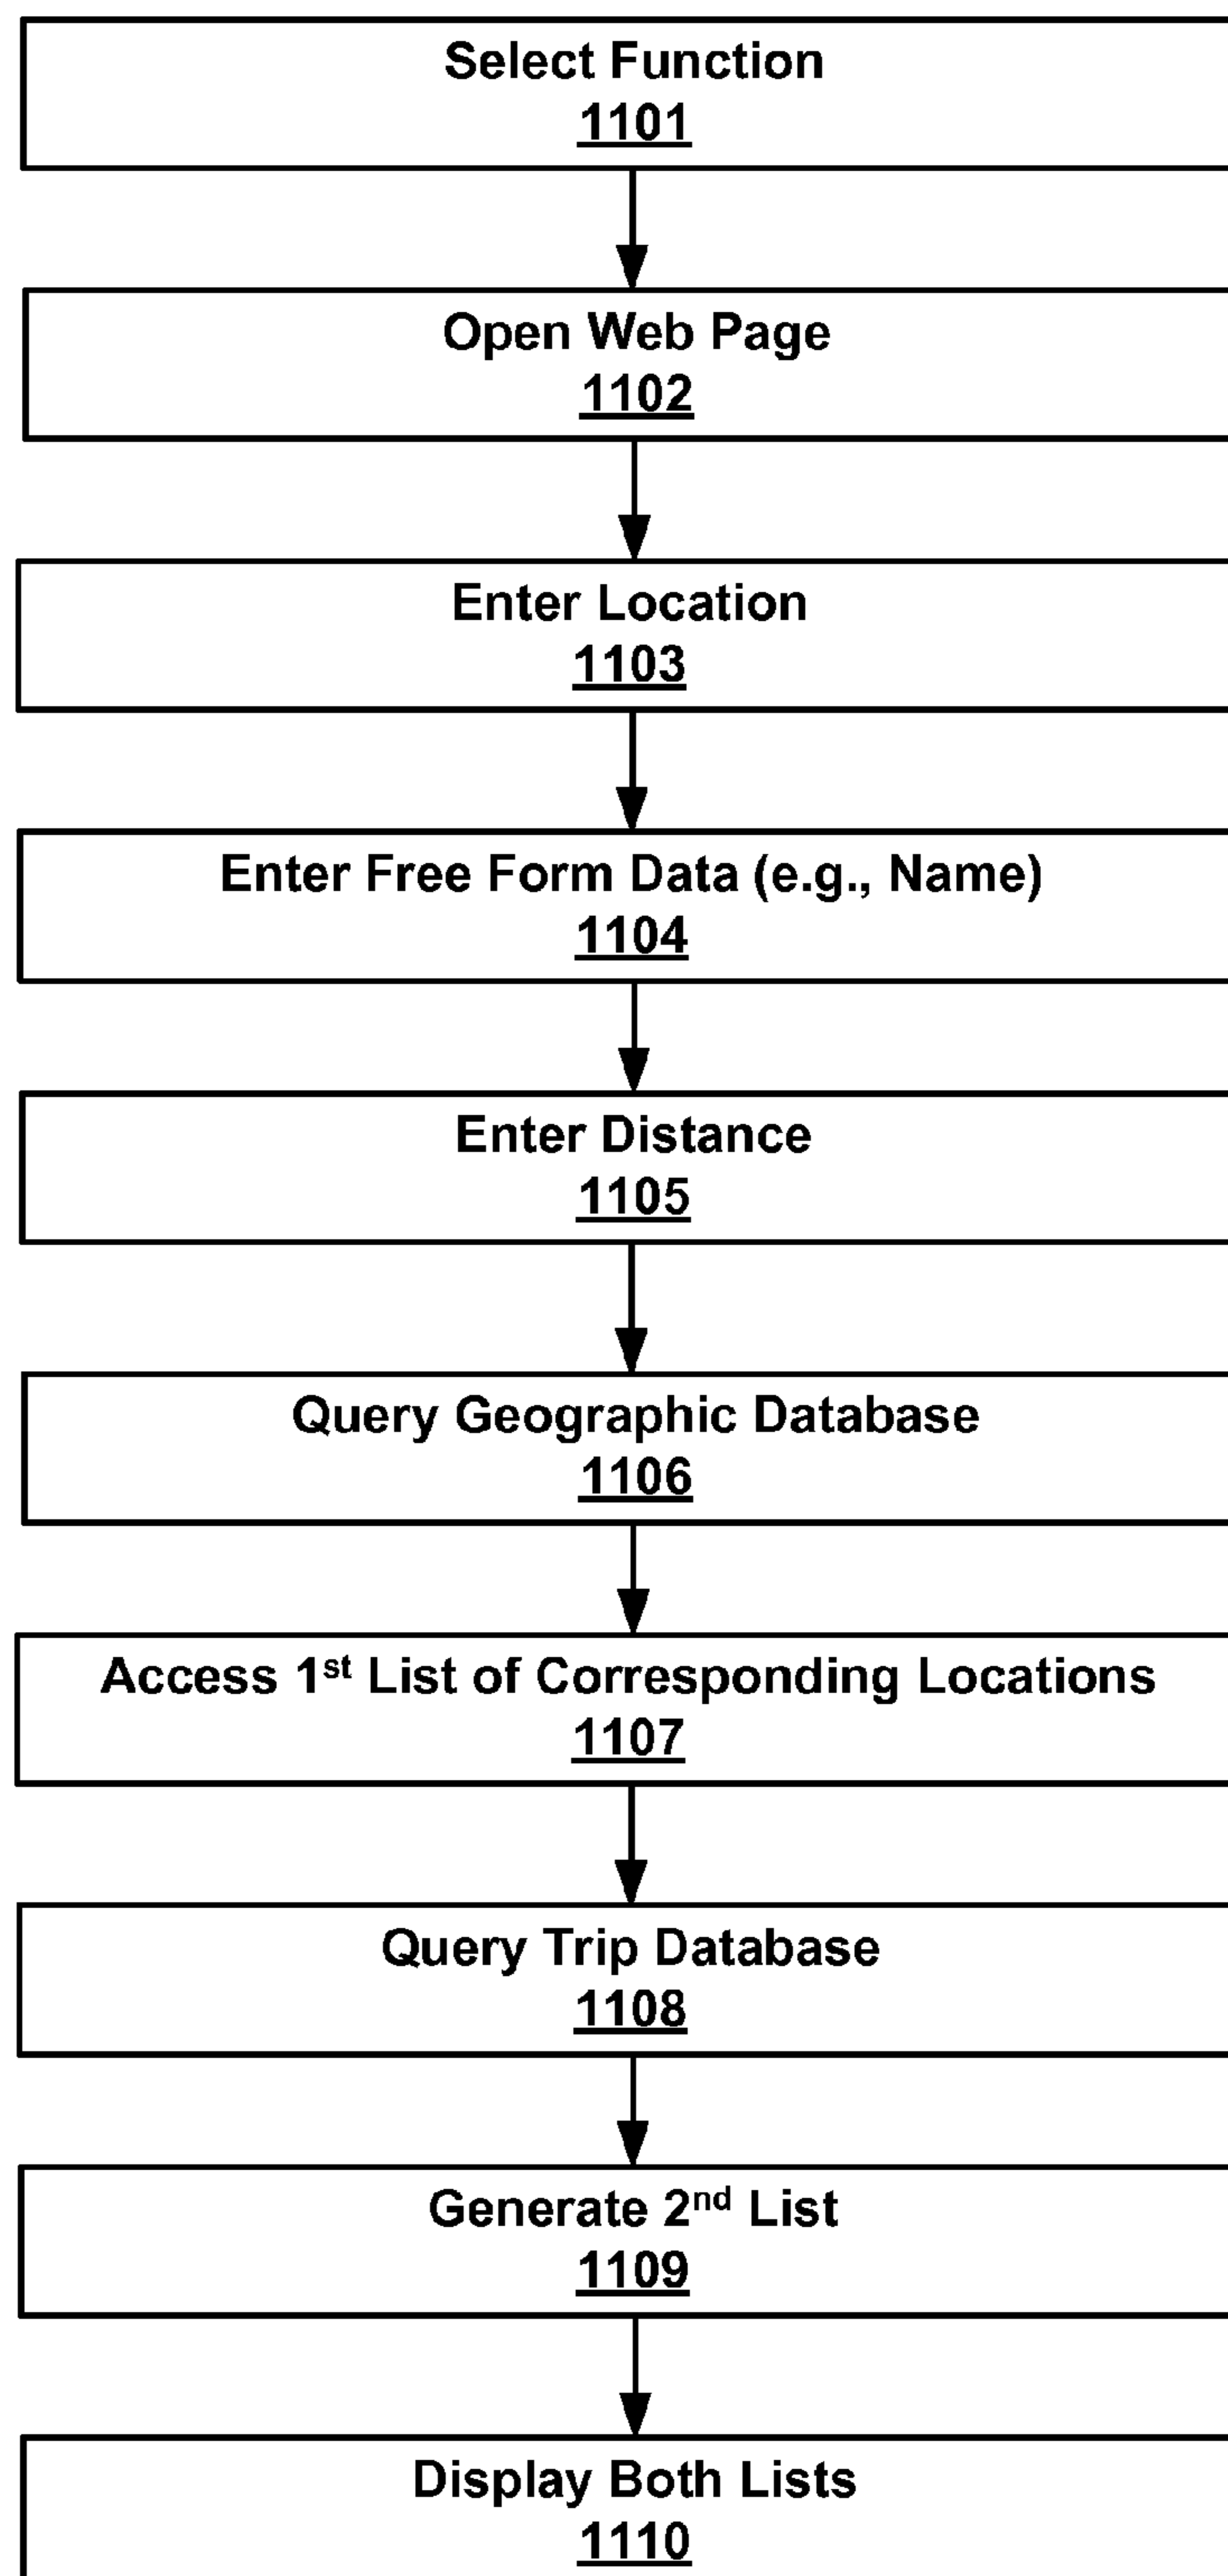 Select Function
1101
Open Web Page
1102
Enter Location
1103
Enter Free Form Data (e.g., Name)
1104
Enter Distance
1105
Query Geographic Database
1106
Access 1st List of Corresponding Locations
1107
Query Trip Database
1108
Generate 2nd List
1109
Display Both Lists
1110